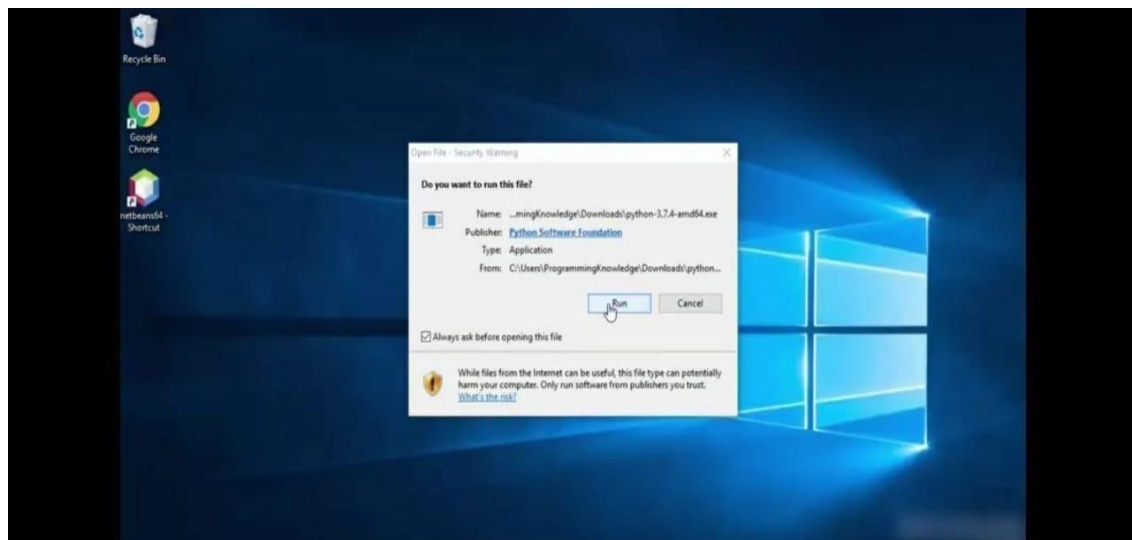 Recycle Bin
Google
Chrome
netbeans64 -
Shortcut
Open File - Security Warning
Do you want to run this file?
Name: ...mingKnowledge\Downloads\python-3.7.4-amd64.exe
Publisher: Python Software Foundation
Type: Application
From: C:\Users\ProgrammingKnowledge\Downloads\python...
Run Cancel
Always ask before opening this file
While files from the Internet can be useful, this file type can potentially
harm your computer. Only run software from publishers you trust.
What's the risk?